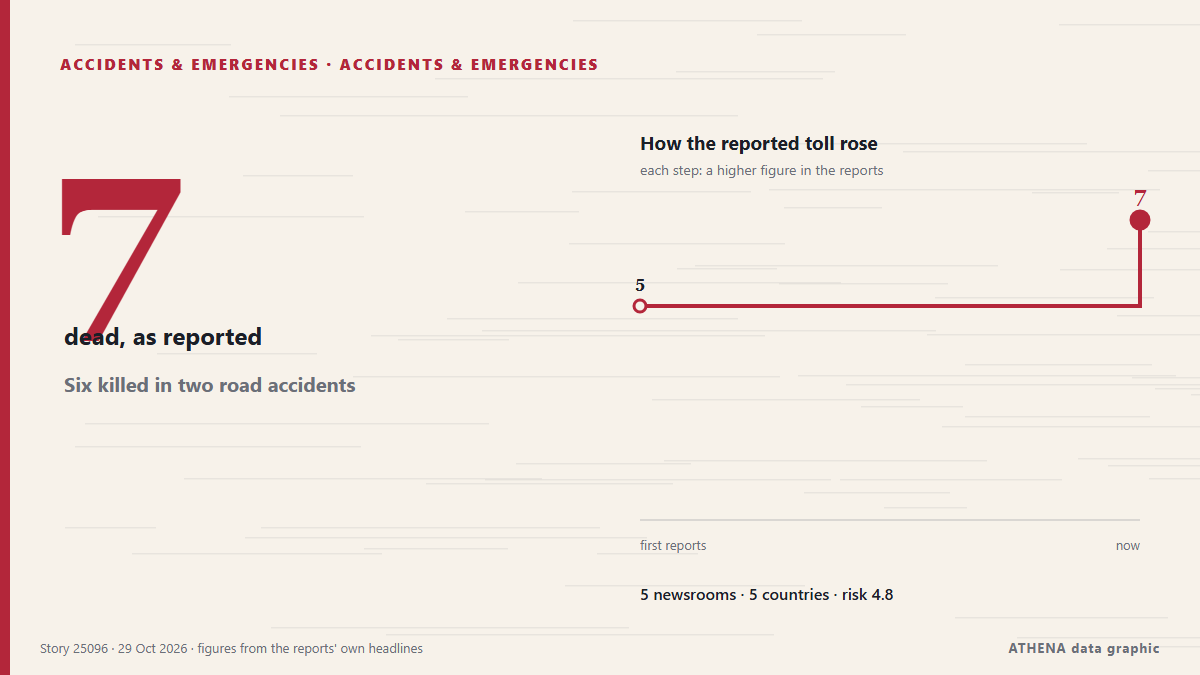 ACCIDENTS & EMERGENCIES · ACCIDENTS & EMERGENCIES
7
dead, as reported
Six killed in two road accidents
How the reported toll rose
each step: a higher figure in the reports
7
5
first reports
now
5 newsrooms · 5 countries · risk 4.8
Story 25096 · 29 Oct 2026 · figures from the reports' own headlines
ATHENA data graphic